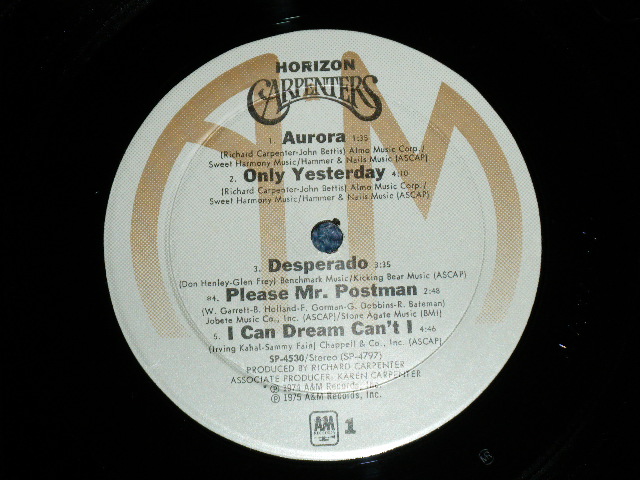 HORIZON
CARPENTERS
1. Aurora 1:35
(Richard Carpenter-John Bettis) Almo Music Corp./
Sweet Harmony Music/Hammer & Nails Music (ASCAP)
2. Only Yesterday 4:10
(Richard Carpenter-John Bettis) Almo Music Corp./
Sweet Harmony Music/Hammer & Nails Music (ASCAP)
3. Desperado 3:35
(Don Henley-Glen Frey) Benchmark Music/Kicking Bear Music (ASCAP)
*4. Please Mr. Postman 2:48
(W. Garrett-B. Holland-F. Gorman-G. Dobbins-R. Bateman)
Jobete Music Co., Inc. (ASCAP)/Stone Agate Music (BMI)
5. I Can Dream Can't I 4:46
(Irving Kahal-Sammy Fain) Chappell & Co., Inc. (ASCAP)
SP-4530/Stereo (SP-4797)
PRODUCED BY RICHARD CARPENTER
ASSOCIATE PRODUCER: KAREN CARPENTER
* ℗ 1974 A&M Records, Inc.
℗ 1975 A&M Records, Inc.
A&M
RECORDS
1